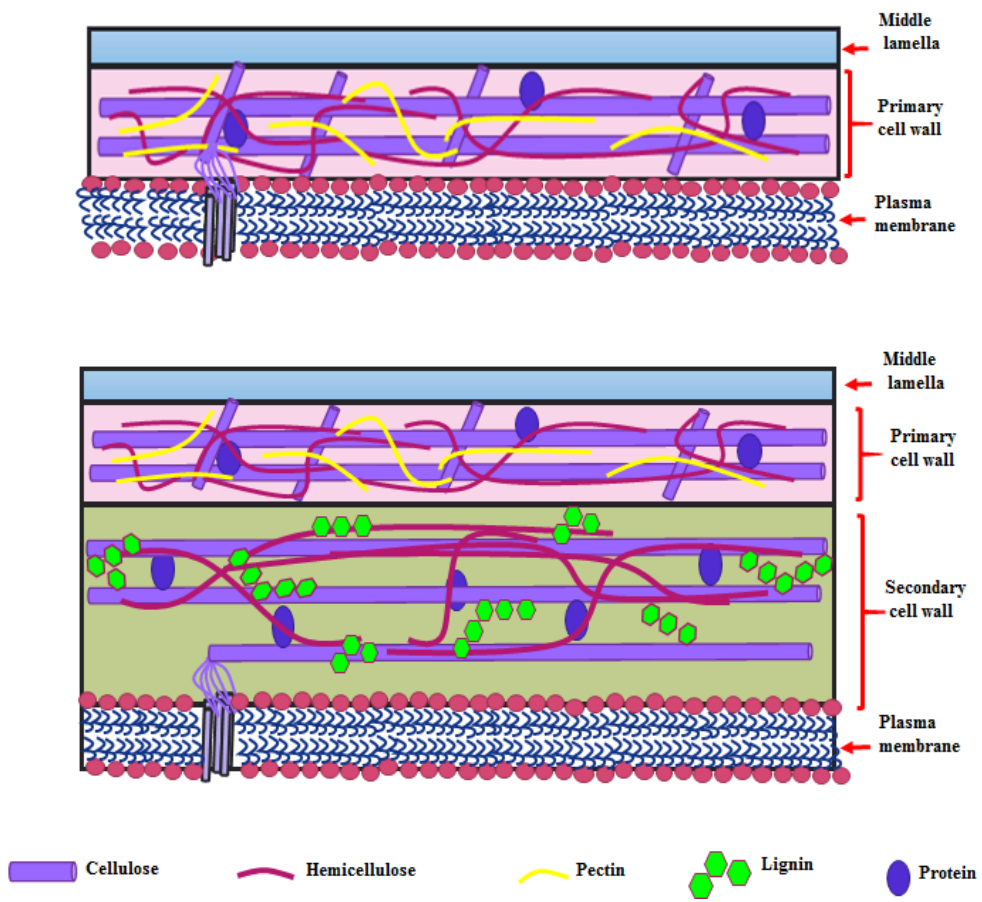 Middle
lamella
Primary
cell wall
Plasma
membrane
Middle
lamella
Primary
cell wall
Secondary
cell wall
Plasma
membrane
Cellulose
Hemicellulose
Pectin
Lignin
Protein